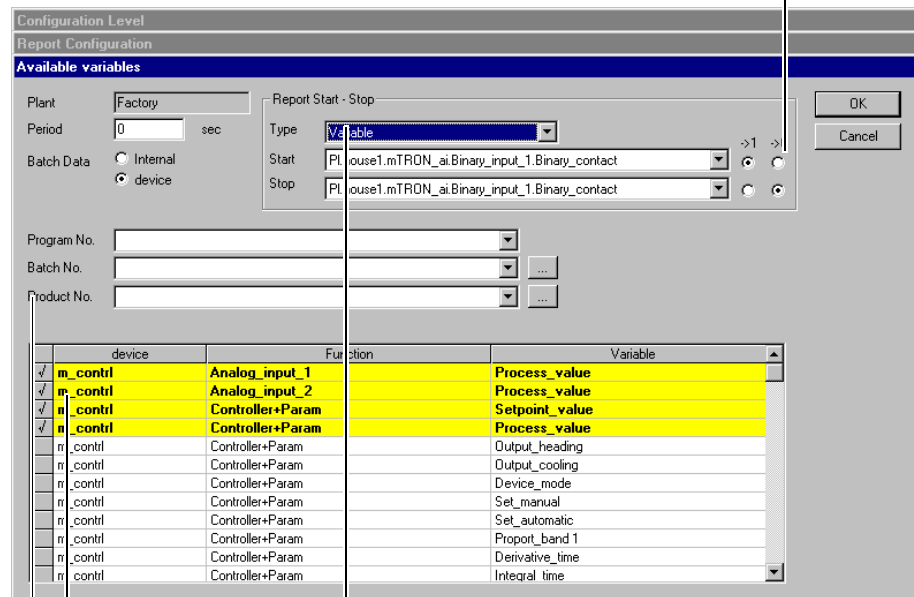 Configuration Level
Report Configuration
Available variables
Plant Factory Report Start - Stop OK
Period 0 sec Type Variable Cancel
->1
Batch Data Internal Start Pl.house1.mTRON_ai.Binary_input_1.Binary_contact
device Stop Pl.house1.mTRON_ai.Binary_input_1.Binary_contact
Program No.
Batch No. ...
Product No. ...
device Function Variable
√ m_contrl Analog_input_1 Process_value
√ m_contrl Analog_input_2 Process_value
√ m_contrl Controller+Param Setpoint_value
√ m_contrl Controller+Param Process_value
m_contrl Controller+Param Output_heading
m_contrl Controller+Param Output_cooling
m_contrl Controller+Param Device_mode
m_contrl Controller+Param Set_manual
m_contrl Controller+Param Set_automatic
m_contrl Controller+Param Proport_band 1
m_contrl Controller+Param Derivative_time
m_contrl Controller+Param Integral_time